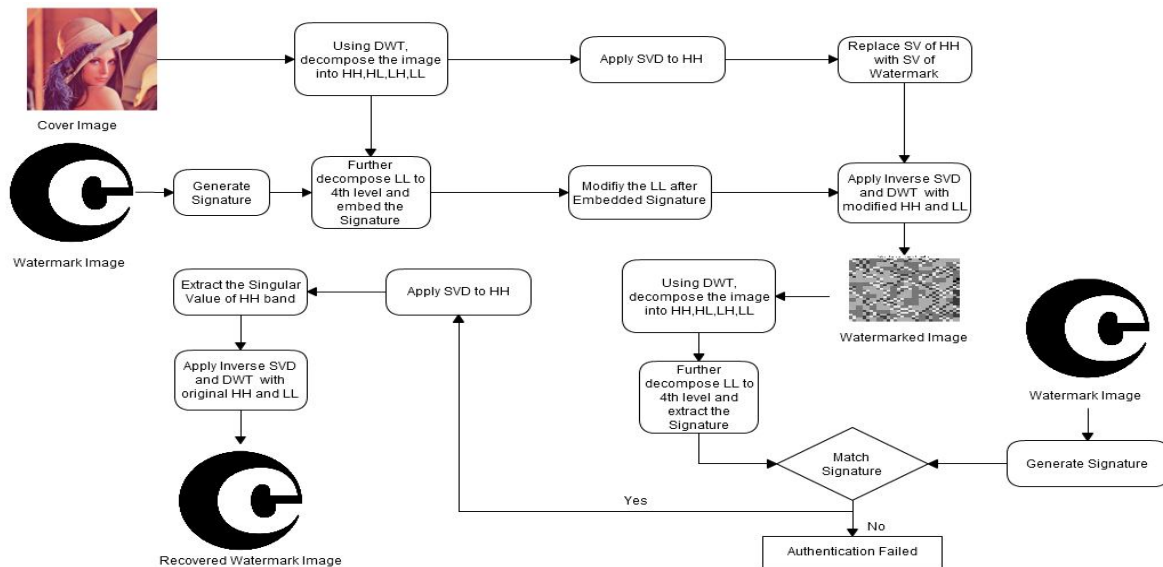 Using DWT,
decompose the image
into HH,HL,LH,LL
Apply SVD to HH
Replace SV of HH
with SV of
Watermark
Cover Image
Generate
Signature
Further
decompose LL to
4th level and
embed the
Signature
Modifiy the LL after
Embedded Signature
Apply Inverse SVD
and DWT with
modified HH and LL
Watermark Image
Extract the Singular
Value of HH band
Apply SVD to HH
Using DWT,
decompose the image
into HH,HL,LH,LL
Watermarked Image
Apply Inverse SVD
and DWT with
original HH and LL
Further
decompose LL to
4th level and
extract the
Signature
Watermark Image
Match
Signature
Generate Signature
Yes
No
Recovered Watermark Image
Authentication Failed